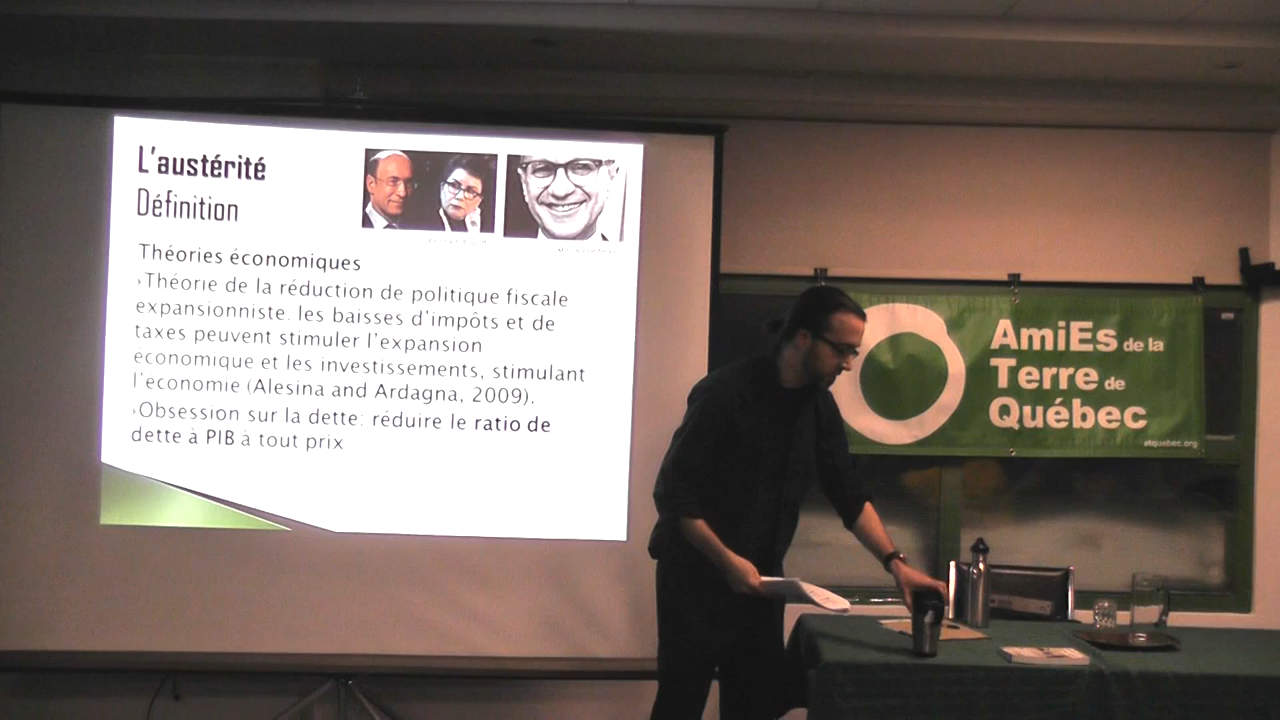 L'austérité
Définition
Théories économiques
›Théorie de la réduction de politique fiscale
expansionniste: les baisses d'impôts et de
taxes peuvent stimuler l'expansion
économique et les investissements, stimulant
l'economie (Alesina and Ardagna, 2009).
›Obsession sur la dette: réduire le ratio de
dette à PIB à tout prix
AmiEs de la
Terre de
Québec
atquebec.org